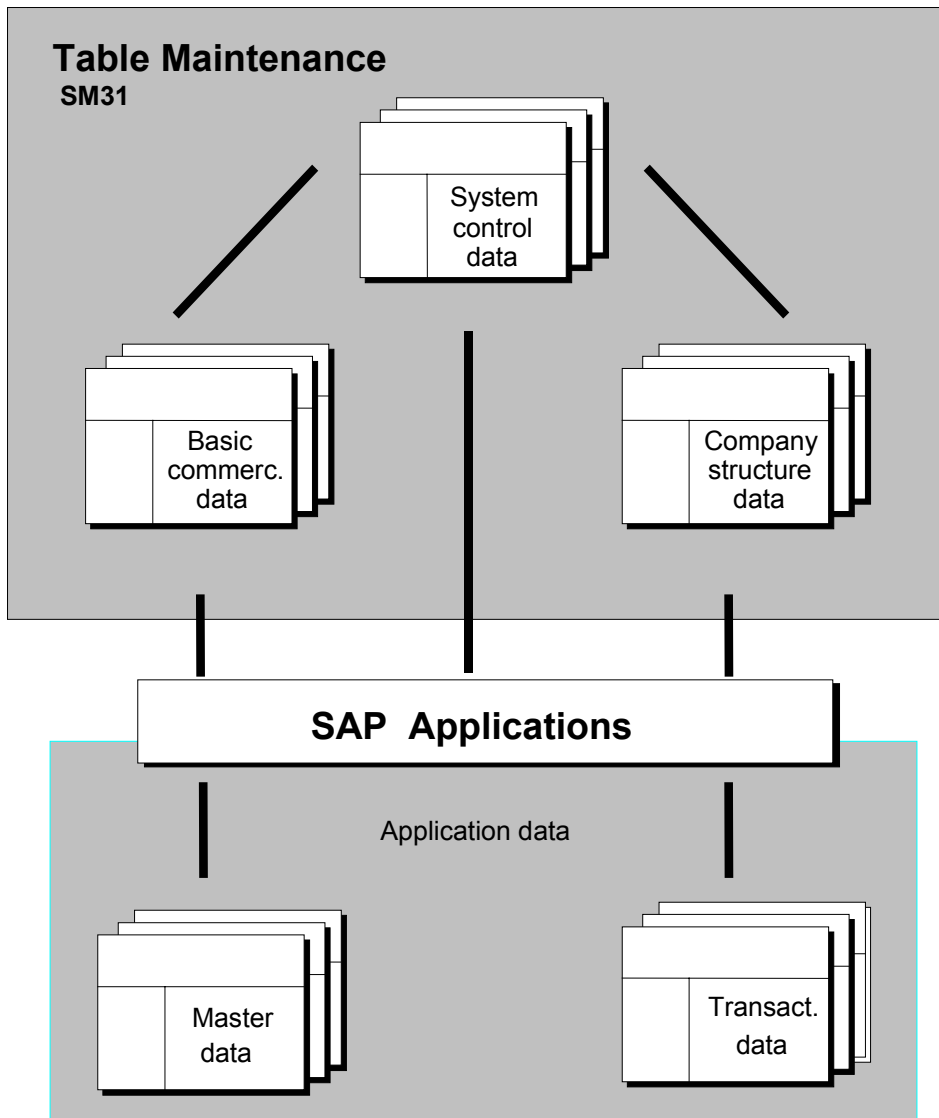 Table Maintenance
SM31
System
control
data
Basic
commerc.
data
Company
structure
data
SAP Applications
Application data
Master
data
Transact.
data